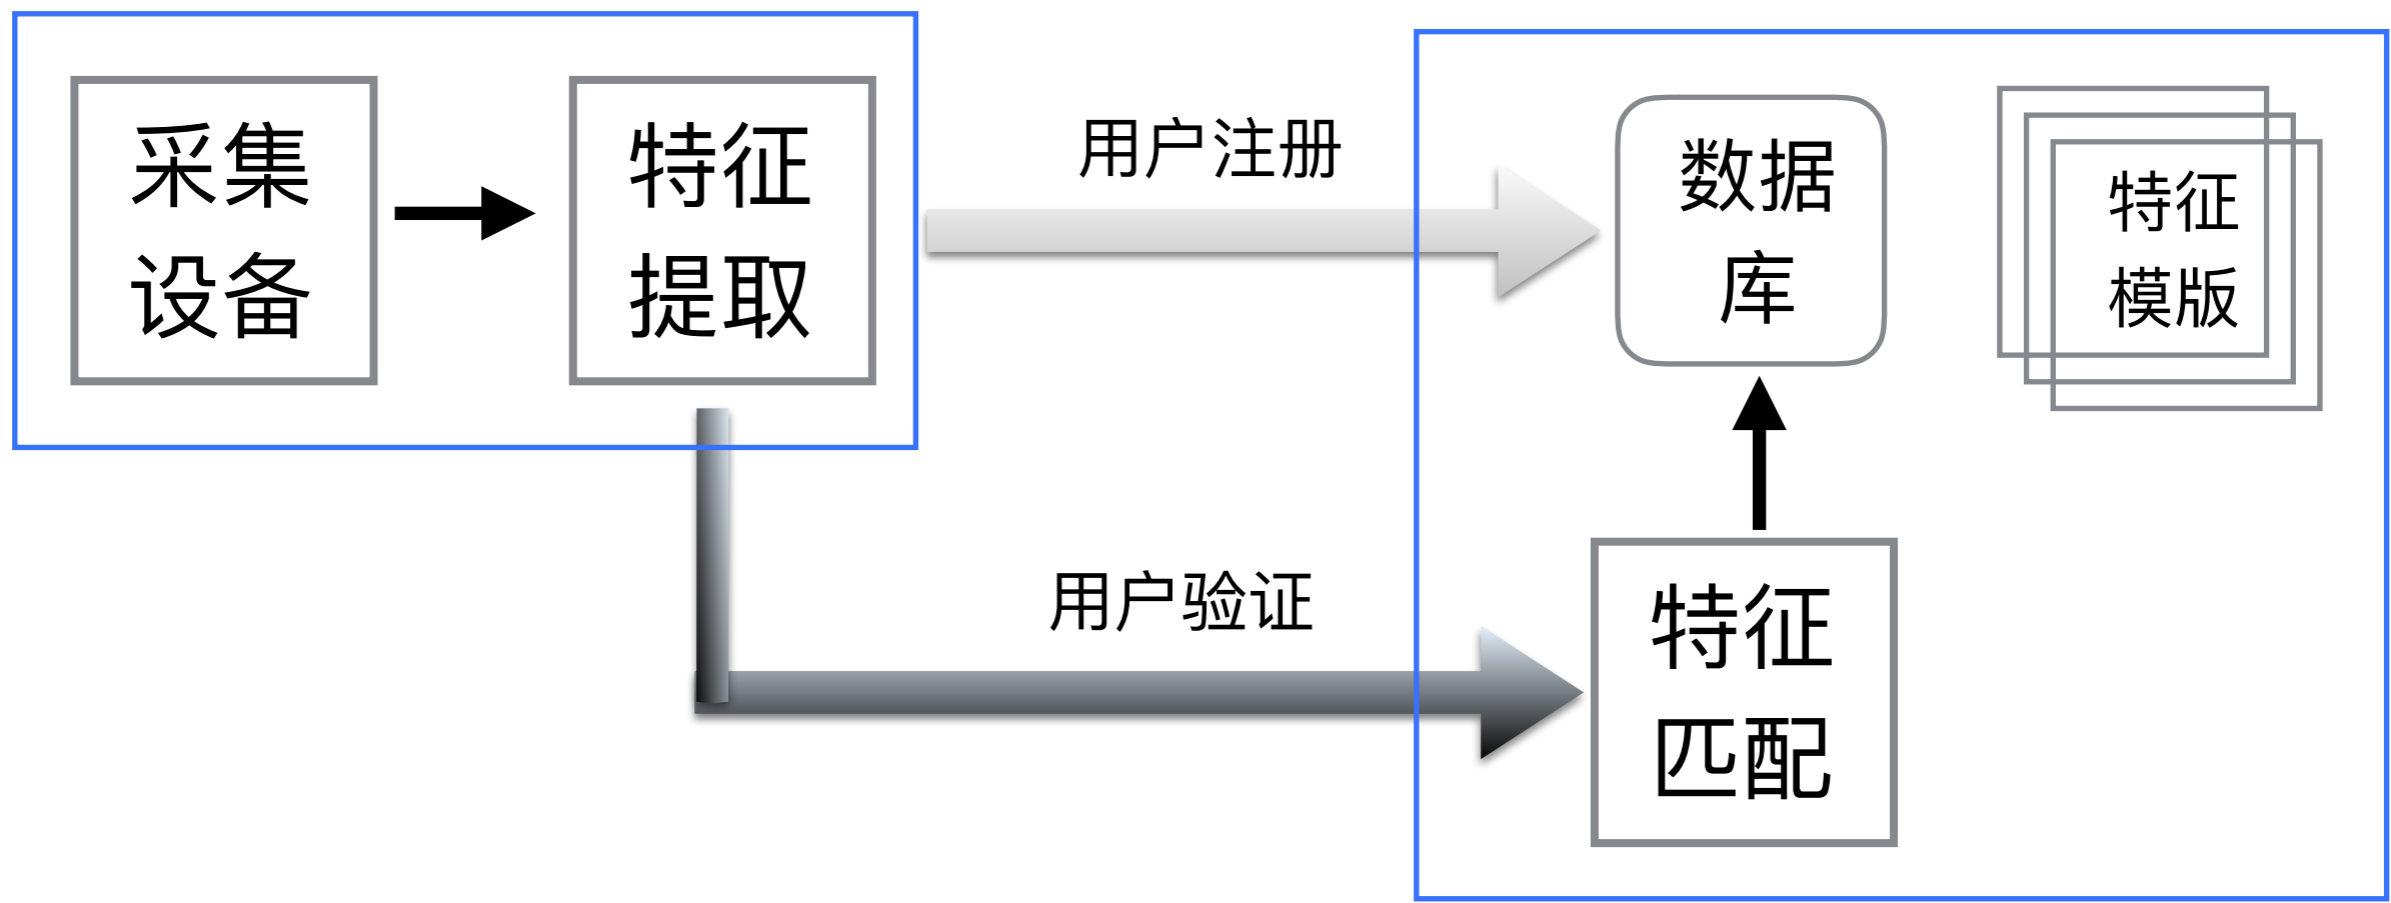 采集
设备
特征
提取
用户注册
数据
库
特征
模版
用户验证
特征
匹配